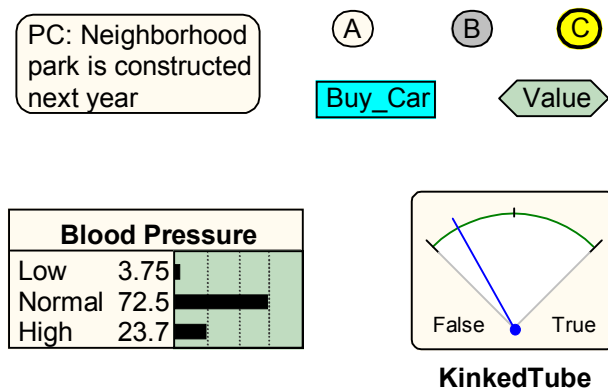 PC: Neighborhood
park is constructed
next year
A
B
C
Buy_Car
Value
Blood Pressure
Low 3.75
Normal 72.5
High 23.7
False
True
KinkedTube